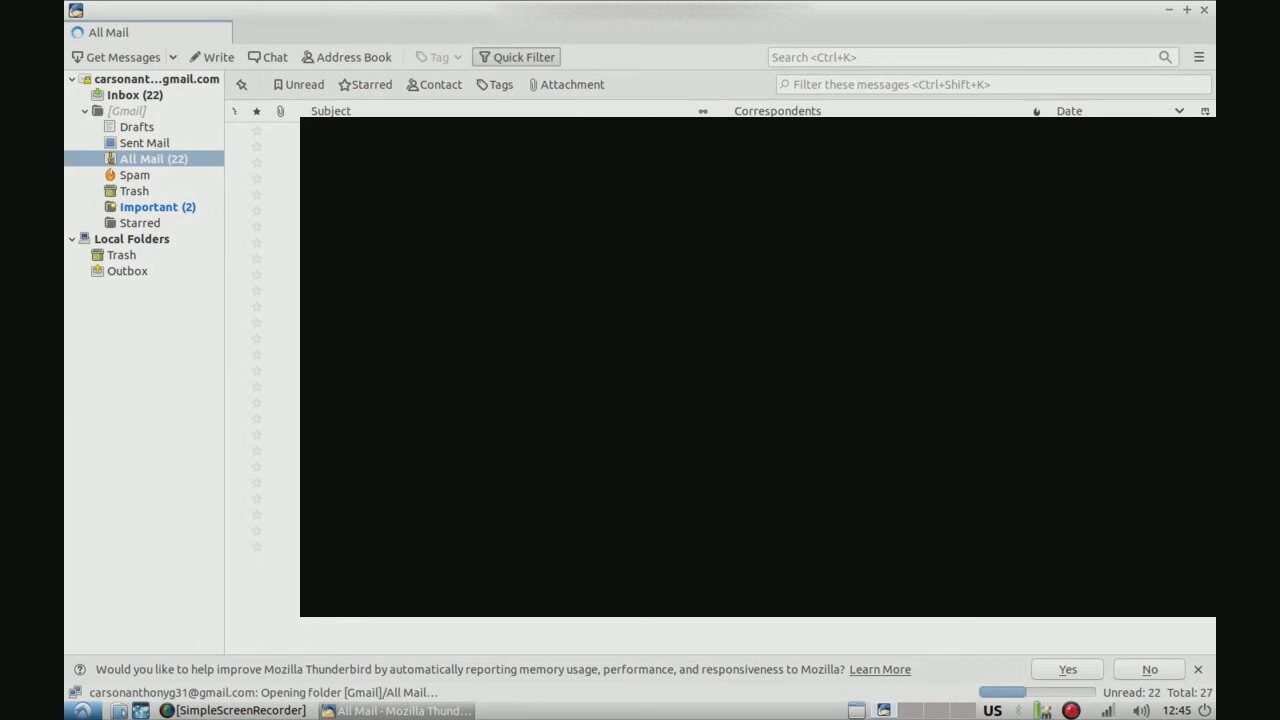 All Mail
Get Messages Write Chat Address Book Tag Quick Filter Search <Ctrl+K>
carsonant...gmail.com Unread Starred Contact Tags Attachment Filter these messages <Ctrl+Shift+K>
Inbox (22)
[Gmail] Subject Correspondents Date
Drafts
Sent Mail
All Mail (22)
Spam
Trash
Important (2)
Starred
Local Folders
Trash
Outbox
Would you like to help improve Mozilla Thunderbird by automatically reporting memory usage, performance, and responsiveness to Mozilla? Learn More Yes No
carsonanthonyg31@gmail.com: Opening folder [Gmail]/All Mail... Unread: 22 Total: 27
[SimpleScreenRecorder] All Mail - Mozilla Thund... US 12:45